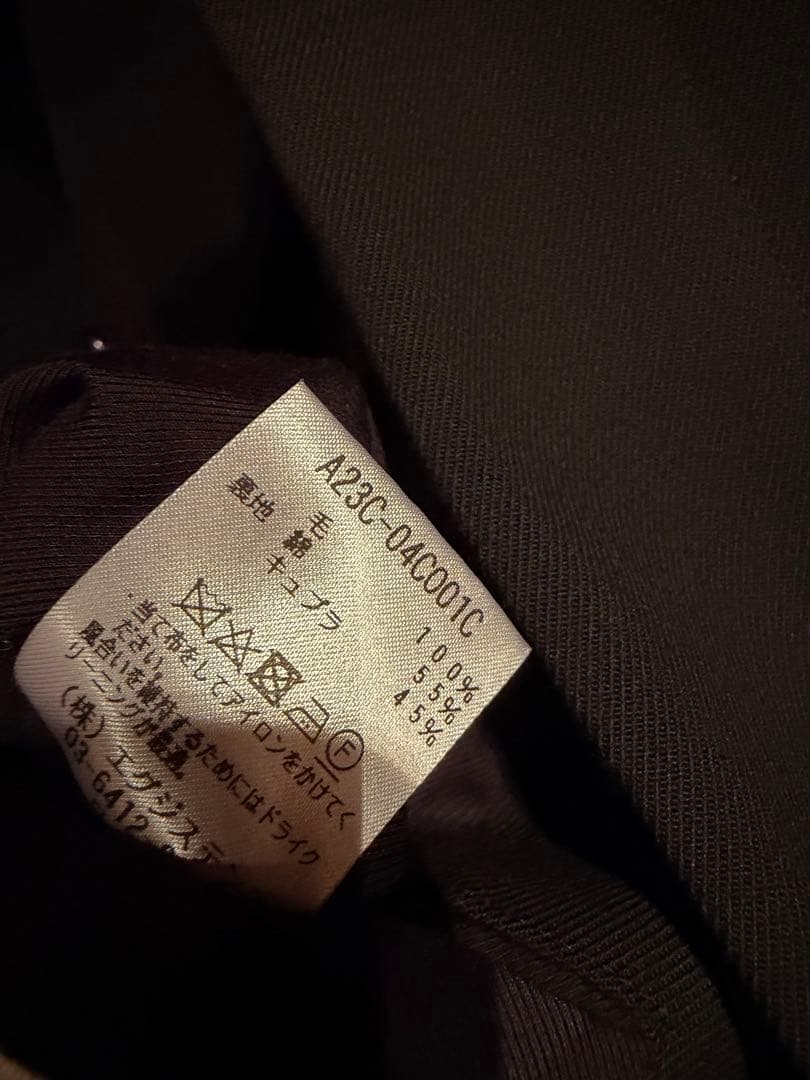 A23C-04C001C
毛 100%
裏地 綿 55%
キュプラ 45%
F
・当て布をしてアイロンをかけてく
ださい。
風合いを維持するためにはドライク
リーニングが最適。
(株) エグジステ
03-6412-